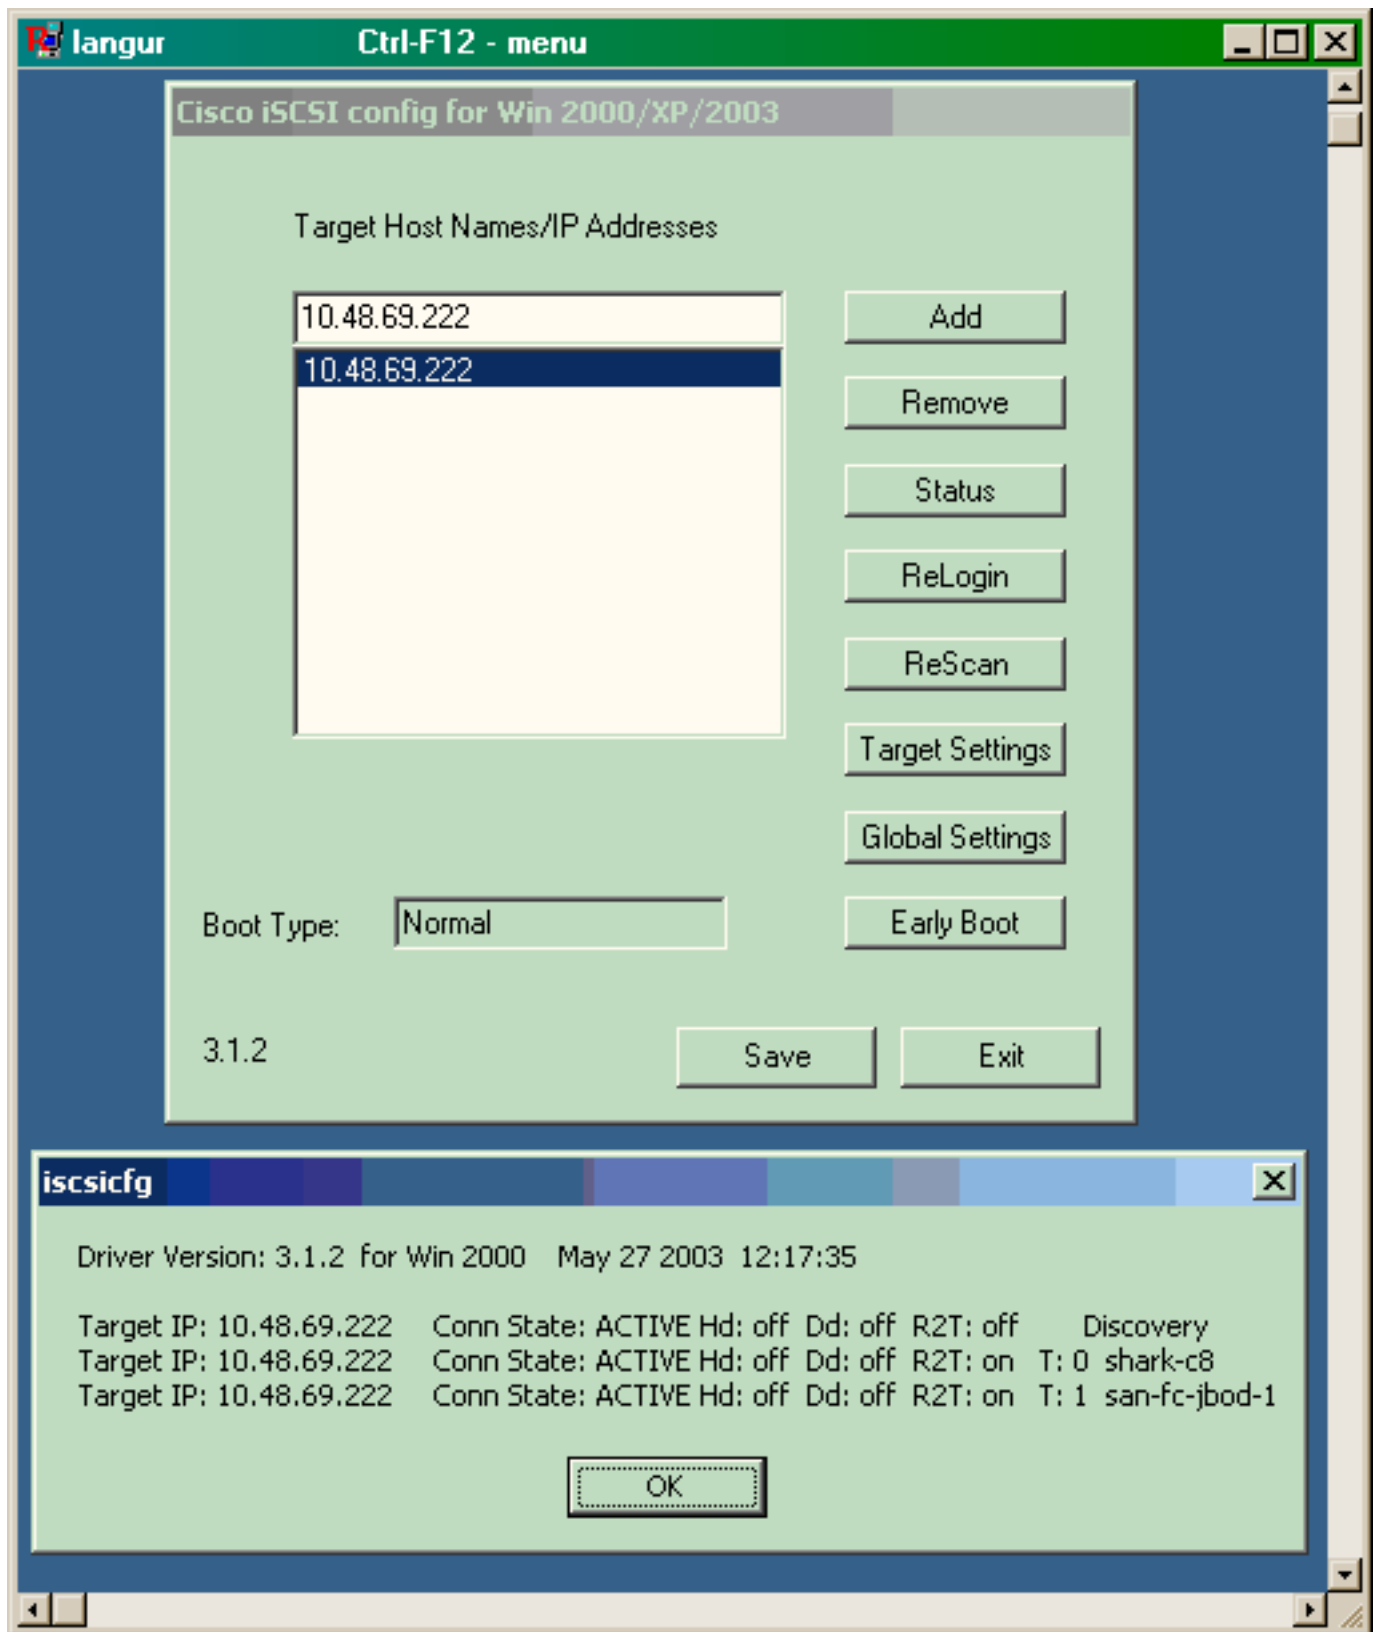 langur Ctrl-F12 - menu
Cisco iSCSI config for Win 2000/XP/2003
Target Host Names/IP Addresses
10.48.69.222
Add
10.48.69.222
Remove
Status
ReLogin
ReScan
Target Settings
Global Settings
Boot Type: Normal
Early Boot
3.1.2
Save
Exit
iscsicfg
Driver Version: 3.1.2 for Win 2000 May 27 2003 12:17:35
Target IP: 10.48.69.222 Conn State: ACTIVE Hd: off Dd: off R2T: off Discovery
Target IP: 10.48.69.222 Conn State: ACTIVE Hd: off Dd: off R2T: on T: 0 shark-c8
Target IP: 10.48.69.222 Conn State: ACTIVE Hd: off Dd: off R2T: on T: 1 san-fc-jbod-1
OK